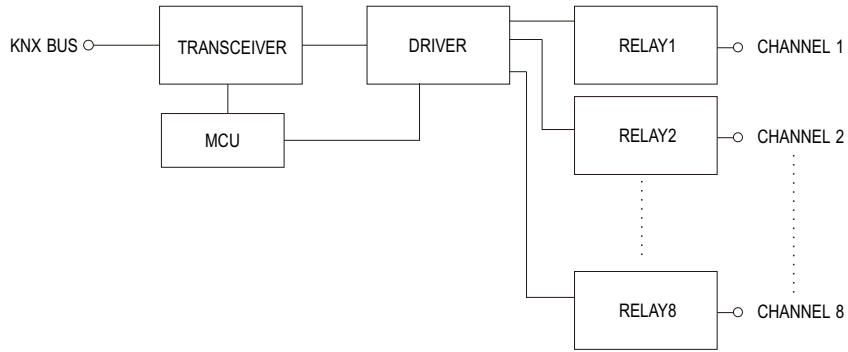 KNX BUS
TRANSCEIVER
DRIVER
RELAY1
CHANNEL 1
MCU
RELAY2
CHANNEL 2
RELAY8
CHANNEL 8